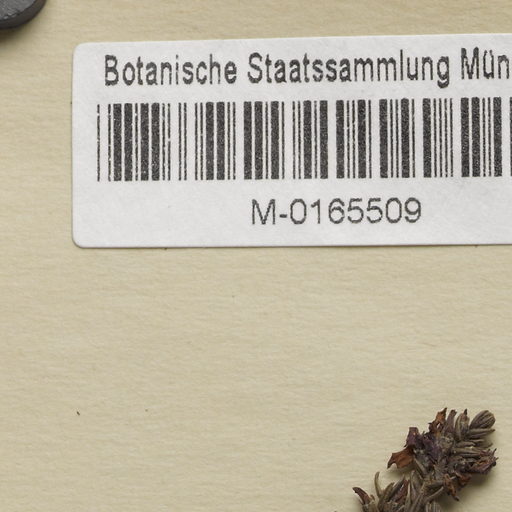 Botanische Staatssammlung Mün
M-0165509